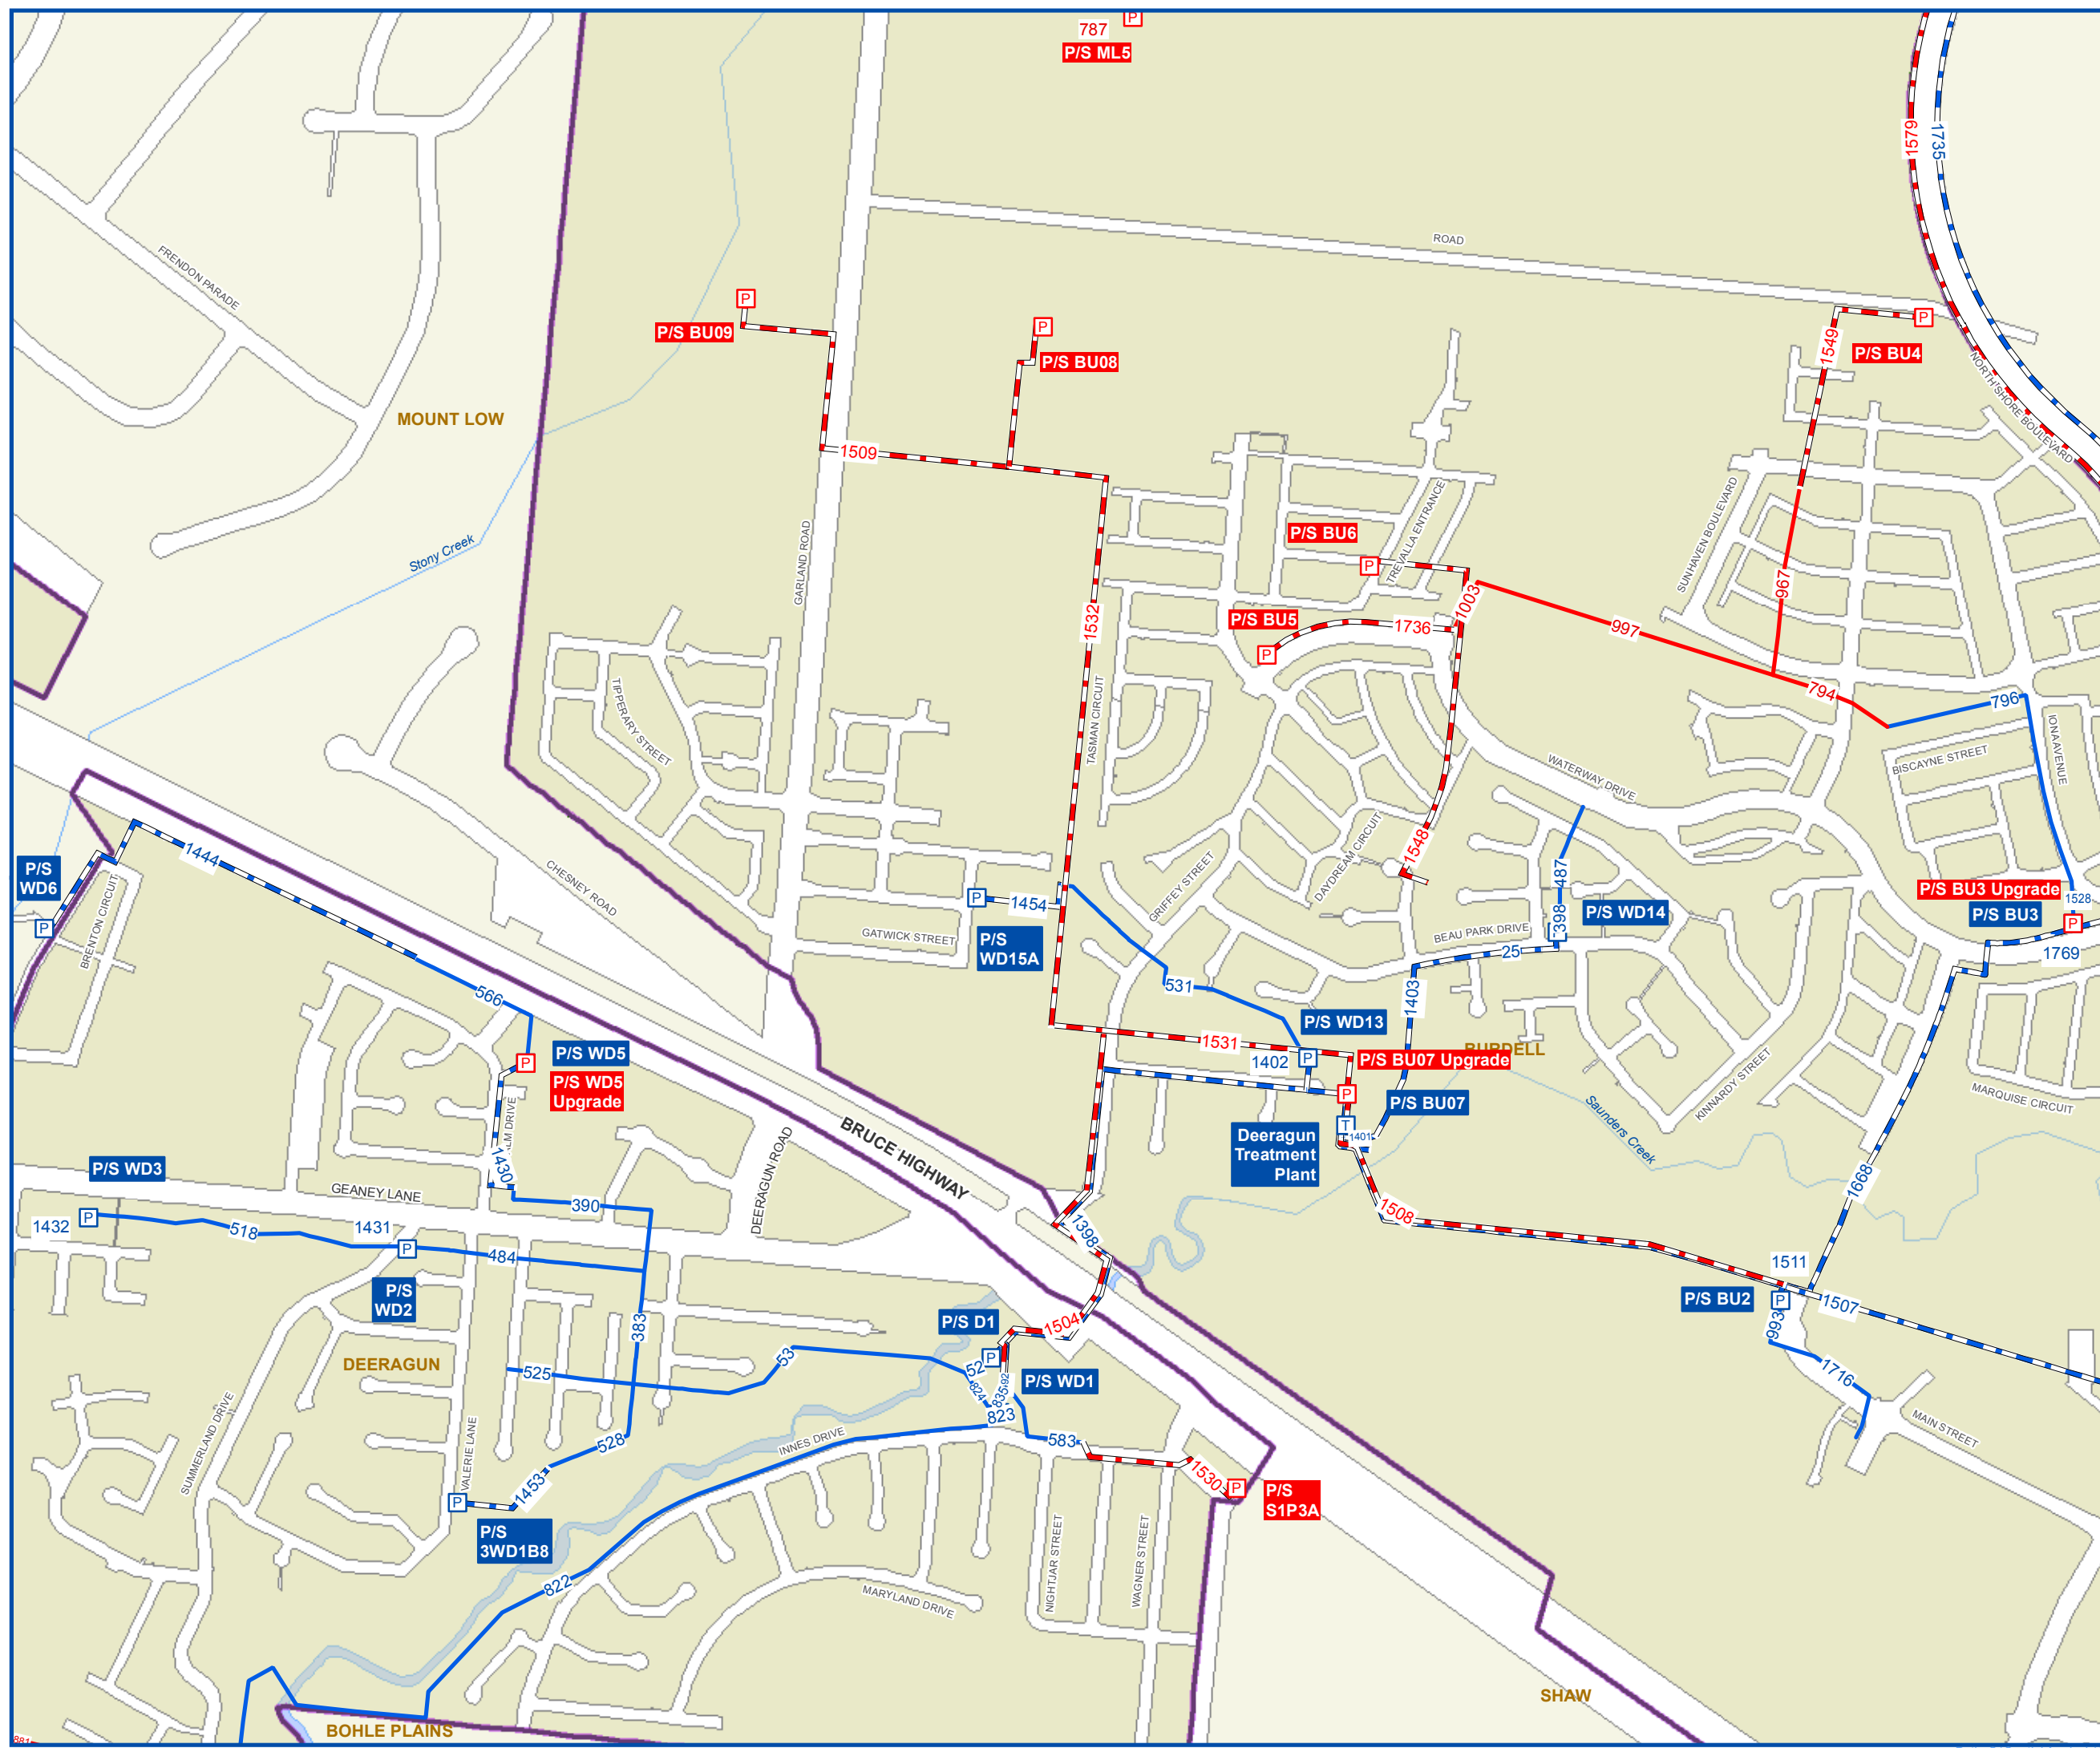 787
P/S ML5
1579
1735
FRENDON PARADE
ROAD
P/S BU09
P/S BU08
1549
P/S BU4
NORTH SHORE BOULEVARD
MOUNT LOW
1509
Stony Creek
GARLAND ROAD
P/S BU6
TREVALLA ENTRANCE
SUNHAVEN BOULEVARD
967
1003
997
1532
P/S BU5
1736
TIPPERARY STREET
TASMAN CIRCUIT
794
796
IONA AVENUE
BISCAYNE STREET
WATERWAY DRIVE
1444
P/S
WD6
BRENTON CIRCUIT
CHESNEY ROAD
GRIFFEY STREET
DAYDREAM CIRCUIT
1548
487
398
P/S WD14
P/S BU3 Upgrade
P/S BU3
1528
1769
1454
GATWICK STREET
P/S
WD15A
BEAU PARK DRIVE
25
566
531
1403
P/S WD13
1531
1402
P/S BU07 Upgrade
BURDELL
P/S WD5
P/S WD5
Upgrade
P/S BU07
KINNARDY STREET
MARQUISE CIRCUIT
Saunders Creek
1401
Deeragun
Treatment
Plant
BRUCE HIGHWAY
DEERAGUN ROAD
P/S WD3
1430
GEANEY LANE
390
1432
518
1431
484
1398
1508
1668
1511
P/S BU2
1507
993
1716
MAIN STREET
P/S
WD2
383
P/S D1
1504
DEERAGUN
525
53
52
P/S WD1
824
835
92
823
583
INNES DRIVE
528
1453
SUMMERLAND DRIVE
VALERIE LANE
1530
P/S
S1P3A
P/S
3WD1B8
822
MARYLAND DRIVE
NIGHTJAR STREET
WAGNER STREET
SHAW
BOHLE PLAINS
881